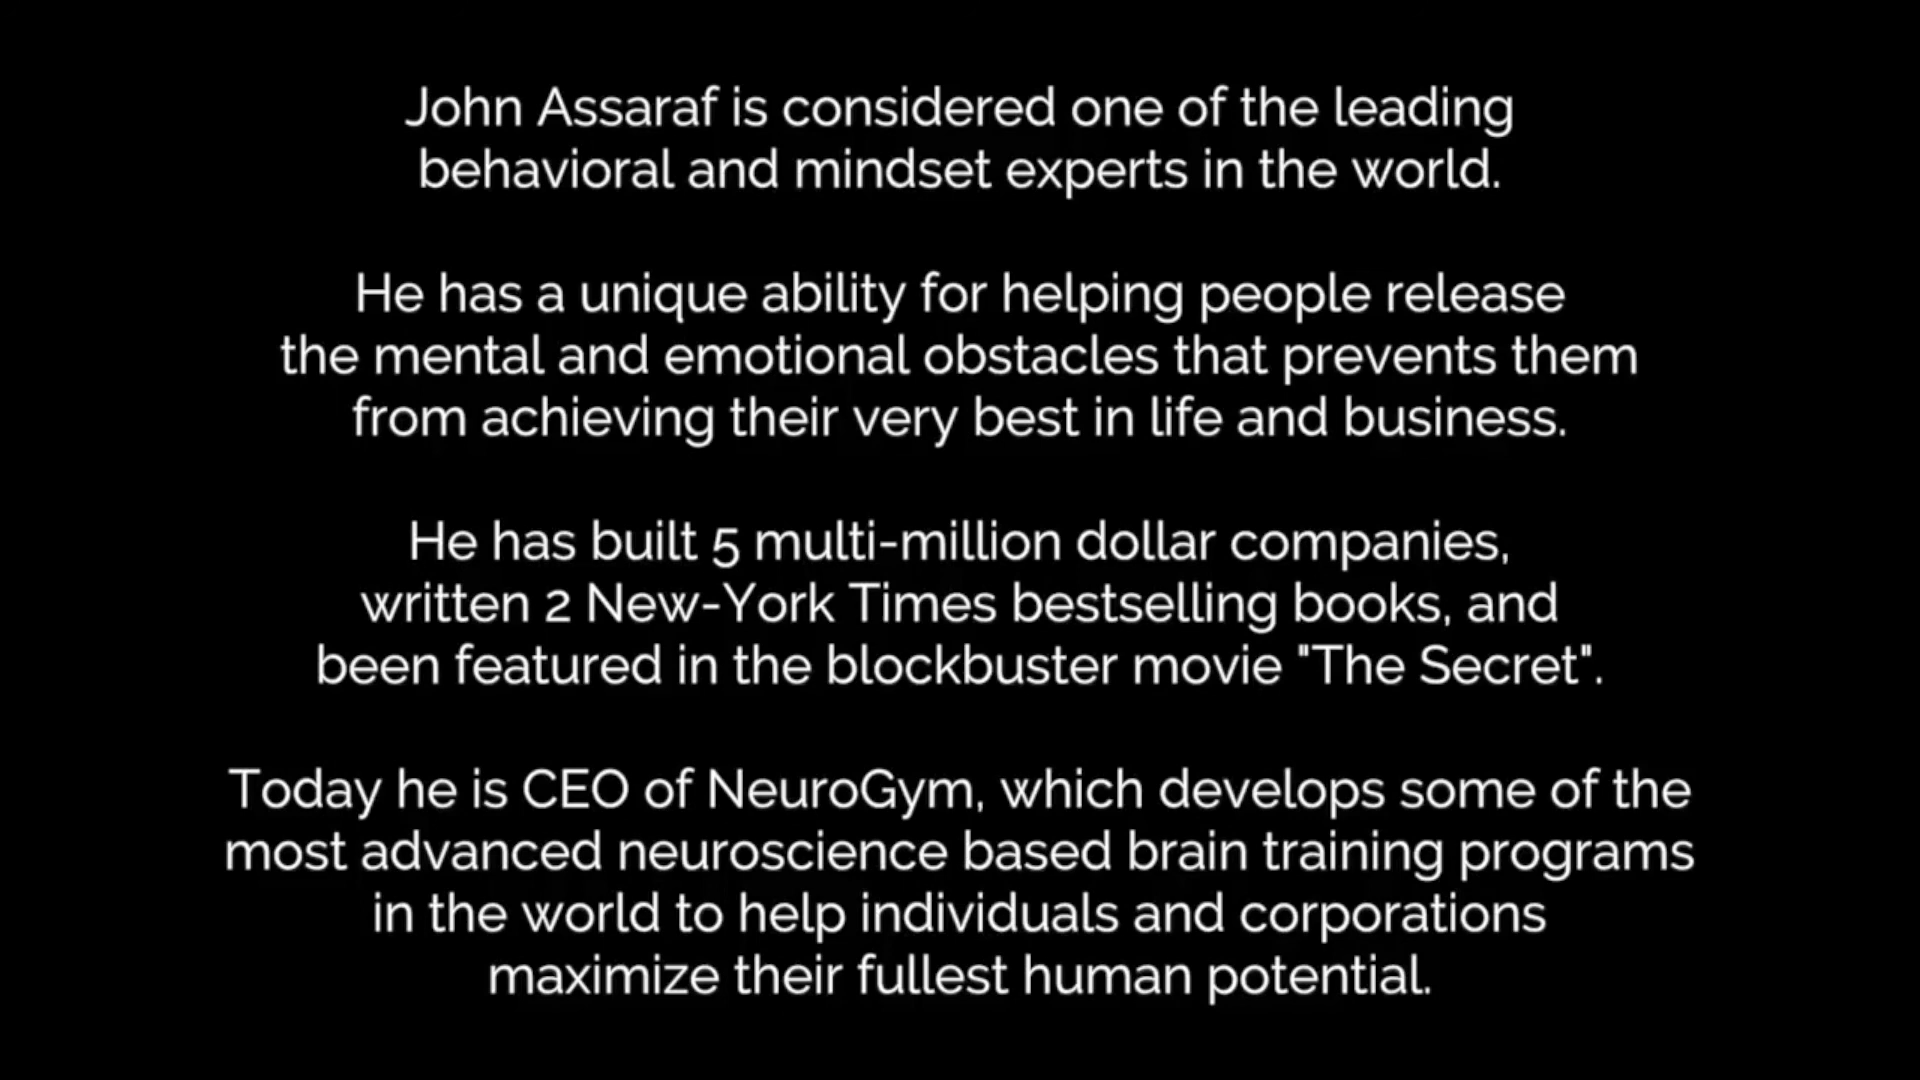 John Assaraf is considered one of the leading
behavioral and mindset experts in the world.
He has a unique ability for helping people release
the mental and emotional obstacles that prevents them
from achieving their very best in life and business.
He has built 5 multi-million dollar companies,
written 2 New-York Times bestselling books, and
been featured in the blockbuster movie "The Secret".
Today he is CEO of NeuroGym, which develops some of the
most advanced neuroscience based brain training programs
in the world to help individuals and corporations
maximize their fullest human potential.